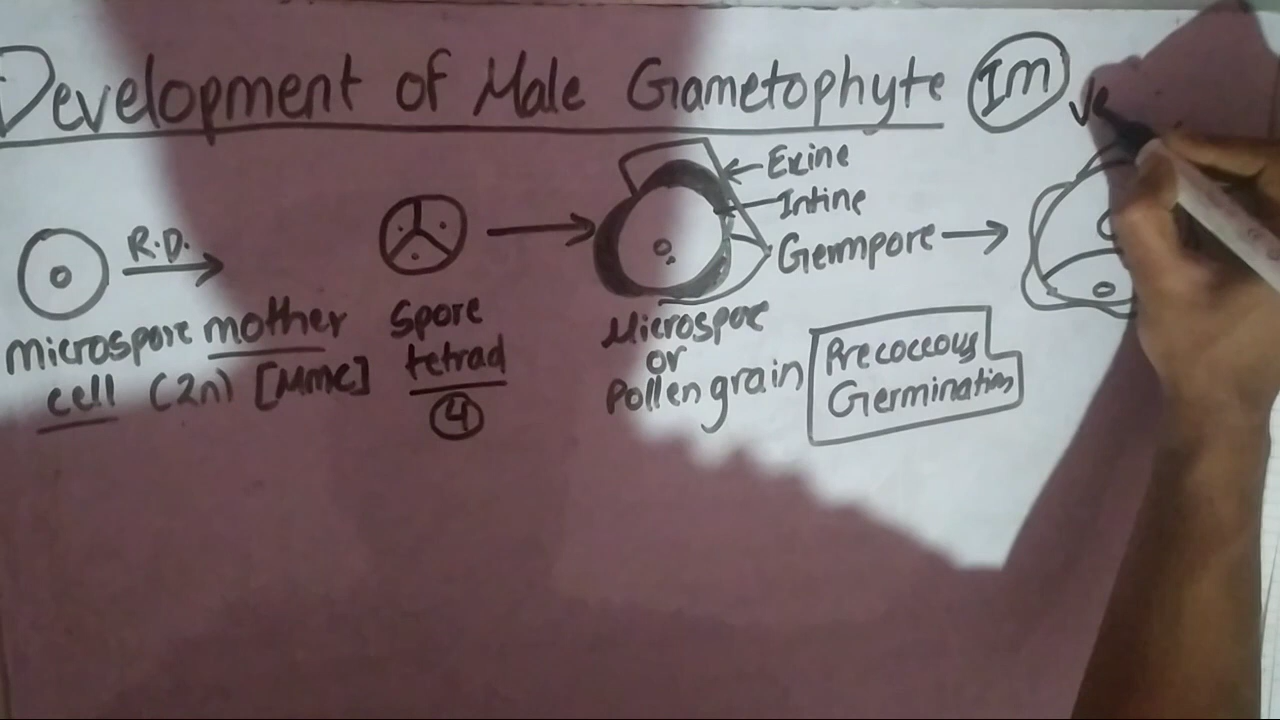 Development of Male Gametophyte Im
Ve
Exine
Intine
Germpore
R.D.
Microspore mother
cell (2n) [MMC]
Spore
tetrad
4
Microspore
or
Pollen grain
Precoccous
Germination